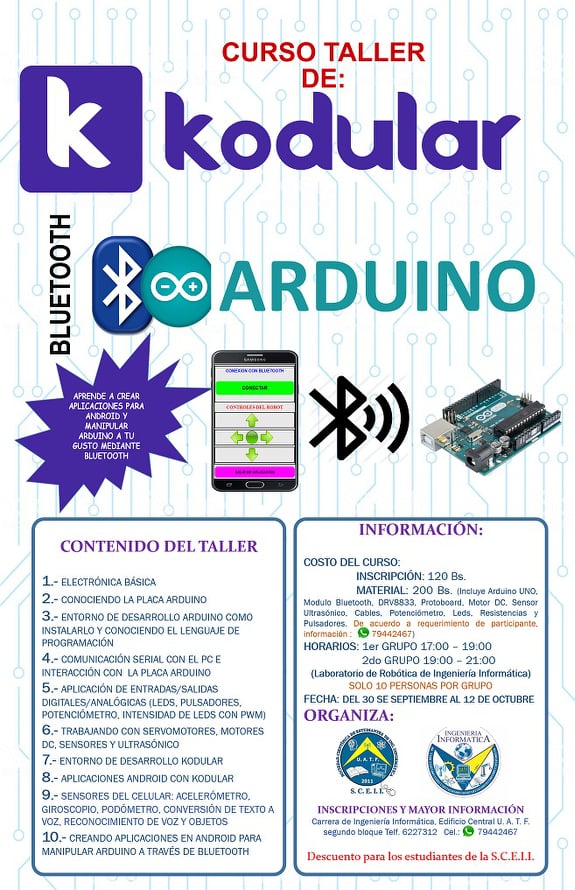 CURSO TALLER
DE:
k kodular
BLUETOOTH
ARDUINO
APRENDE A CREAR
APLICACIONES PARA
ANDROID Y
MANIPULAR
ARDUINO A TU
GUSTO MEDIANTE
BLUETOOTH
SAMSUNG
CONEXION CON BLUETOOTH
CONECTAR
CONTROLES DEL ROBOT
CONTENIDO DEL TALLER
1.- ELECTRÓNICA BÁSICA
2.- CONOCIENDO LA PLACA ARDUINO
3.- ENTORNO DE DESARROLLO ARDUINO COMO
INSTALARLO Y CONOCIENDO EL LENGUAJE DE
PROGRAMACIÓN
4.- COMUNICACIÓN SERIAL CON EL PC E
INTERACCIÓN CON LA PLACA ARDUINO
5.- APLICACIÓN DE ENTRADAS/SALIDAS
DIGITALES/ANALÓGICAS (LEDS, PULSADORES,
POTENCIÓMETRO, INTENSIDAD DE LEDS CON PWM)
6.- TRABAJANDO CON SERVOMOTORES, MOTORES
DC, SENSORES Y ULTRASÓNICO
7.- ENTORNO DE DESARROLLO KODULAR
8.- APLICACIONES ANDROID CON KODULAR
9.- SENSORES DEL CELULAR: ACELERÓMETRO,
GIROSCOPIO, PODÓMETRO, CONVERSIÓN DE TEXTO A
VOZ, RECONOCIMIENTO DE VOZ Y OBJETOS
10.- CREANDO APLICACIONES EN ANDROID PARA
MANIPULAR ARDUINO A TRAVÉS DE BLUETOOTH
INFORMACIÓN:
COSTO DEL CURSO:
INSCRIPCIÓN: 120 Bs.
MATERIAL: 200 Bs. (Incluye Arduino UNO,
Modulo Bluetooth, DRV8833, Protoboard, Motor DC, Sensor
Ultrasónico, Cables, Potenciómetro, Leds, Resistencias y
Pulsadores. De acuerdo a requerimiento de participante,
información : 79442467)
HORARIOS: 1er GRUPO 17:00 – 19:00
2do GRUPO 19:00 – 21:00
(Laboratorio de Robótica de Ingeniería Informática)
SOLO 10 PERSONAS POR GRUPO
FECHA: DEL 30 SE SEPTIEMBRE AL 12 DE OCTUBRE
ORGANIZA:
U. A. T. F.
2011
S. C. E. I. I.
INGENIERIA
INFORMATICA
INSCRIPCIONES Y MAYOR INFORMACIÓN
Carrera de Ingeniería Informática, Edificio Central U. A. T. F.
segundo bloque Telf. 6227312 Cel.: 79442467
Descuento para los estudiantes de la S.C.E.I.I.